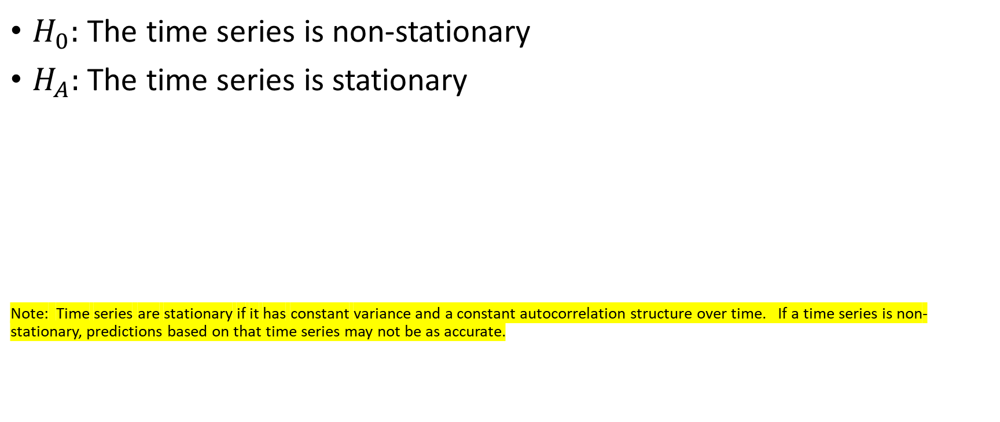 • H₀: The time series is non-stationary
• H_A: The time series is stationary
Note:  Time series are stationary if it has constant variance and a constant autocorrelation structure over time.   If a time series is non-
stationary, predictions based on that time series may not be as accurate.